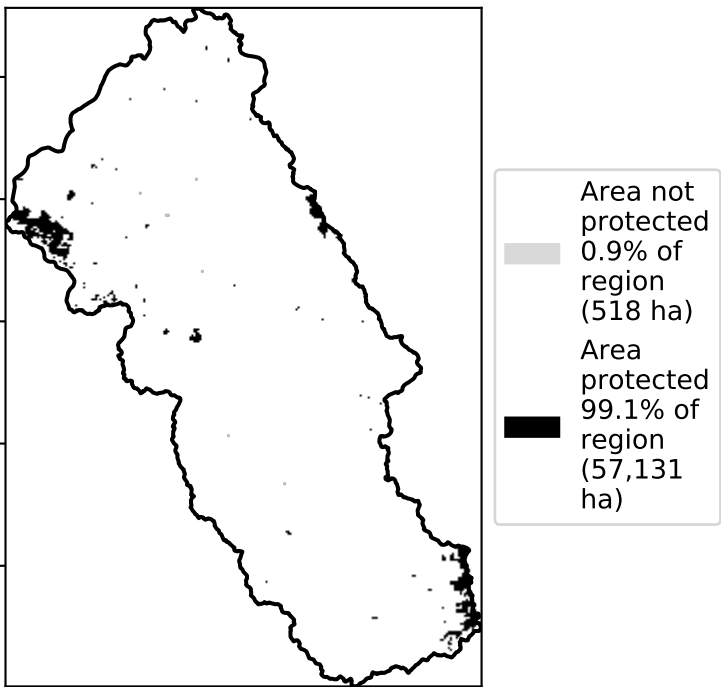 Area not
protected
0.9% of
region
(518 ha)
Area
protected
99.1% of
region
(57,131
ha)